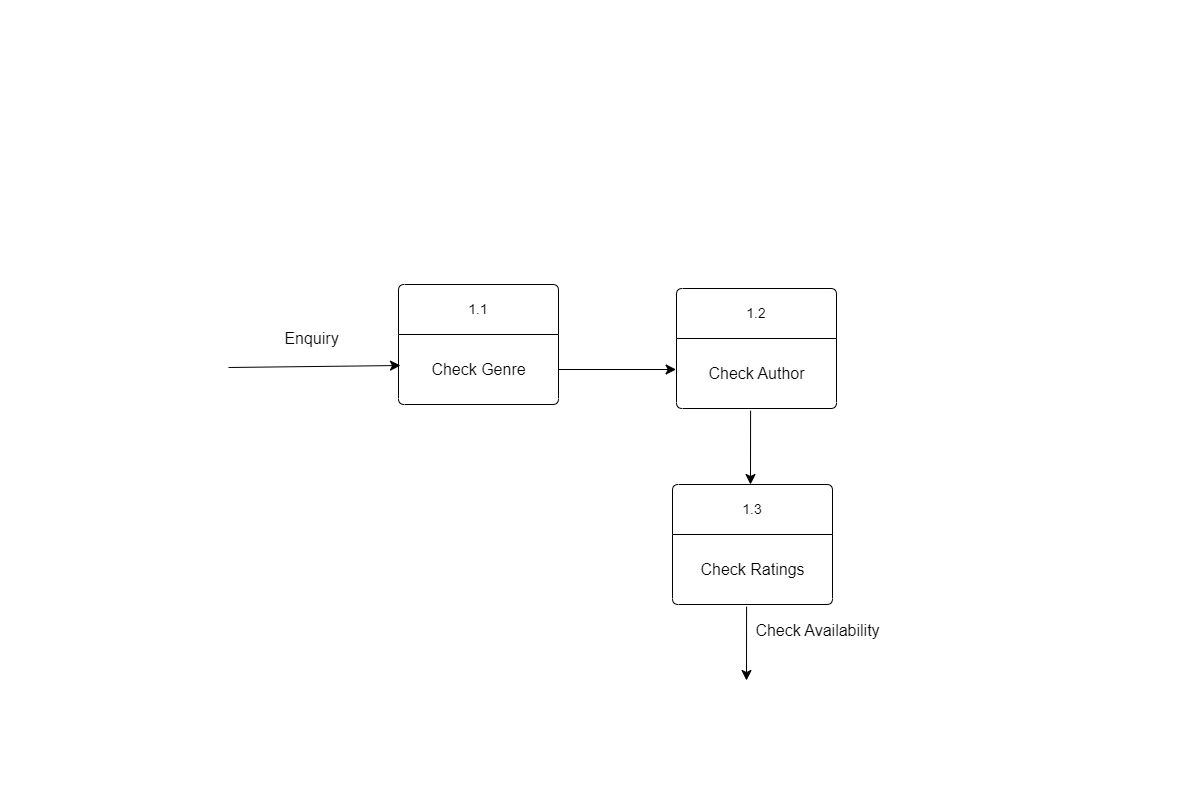 Enquiry
1.1
Check Genre
1.2
Check Author
1.3
Check Ratings
Check Availability